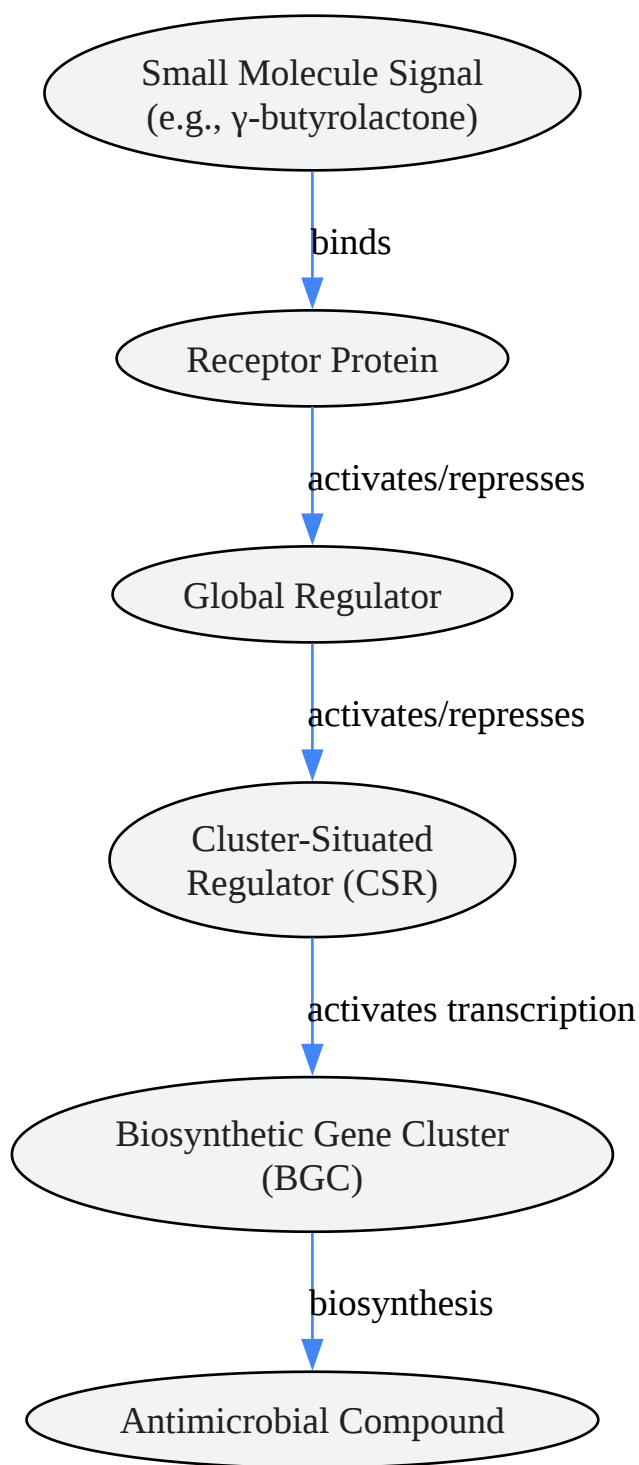 Small Molecule Signal
(e.g., γ-butyrolactone)
binds
Receptor Protein
activates/represses
Global Regulator
activates/represses
Cluster-Situated
Regulator (CSR)
activates transcription
Biosynthetic Gene Cluster
(BGC)
biosynthesis
Antimicrobial Compound